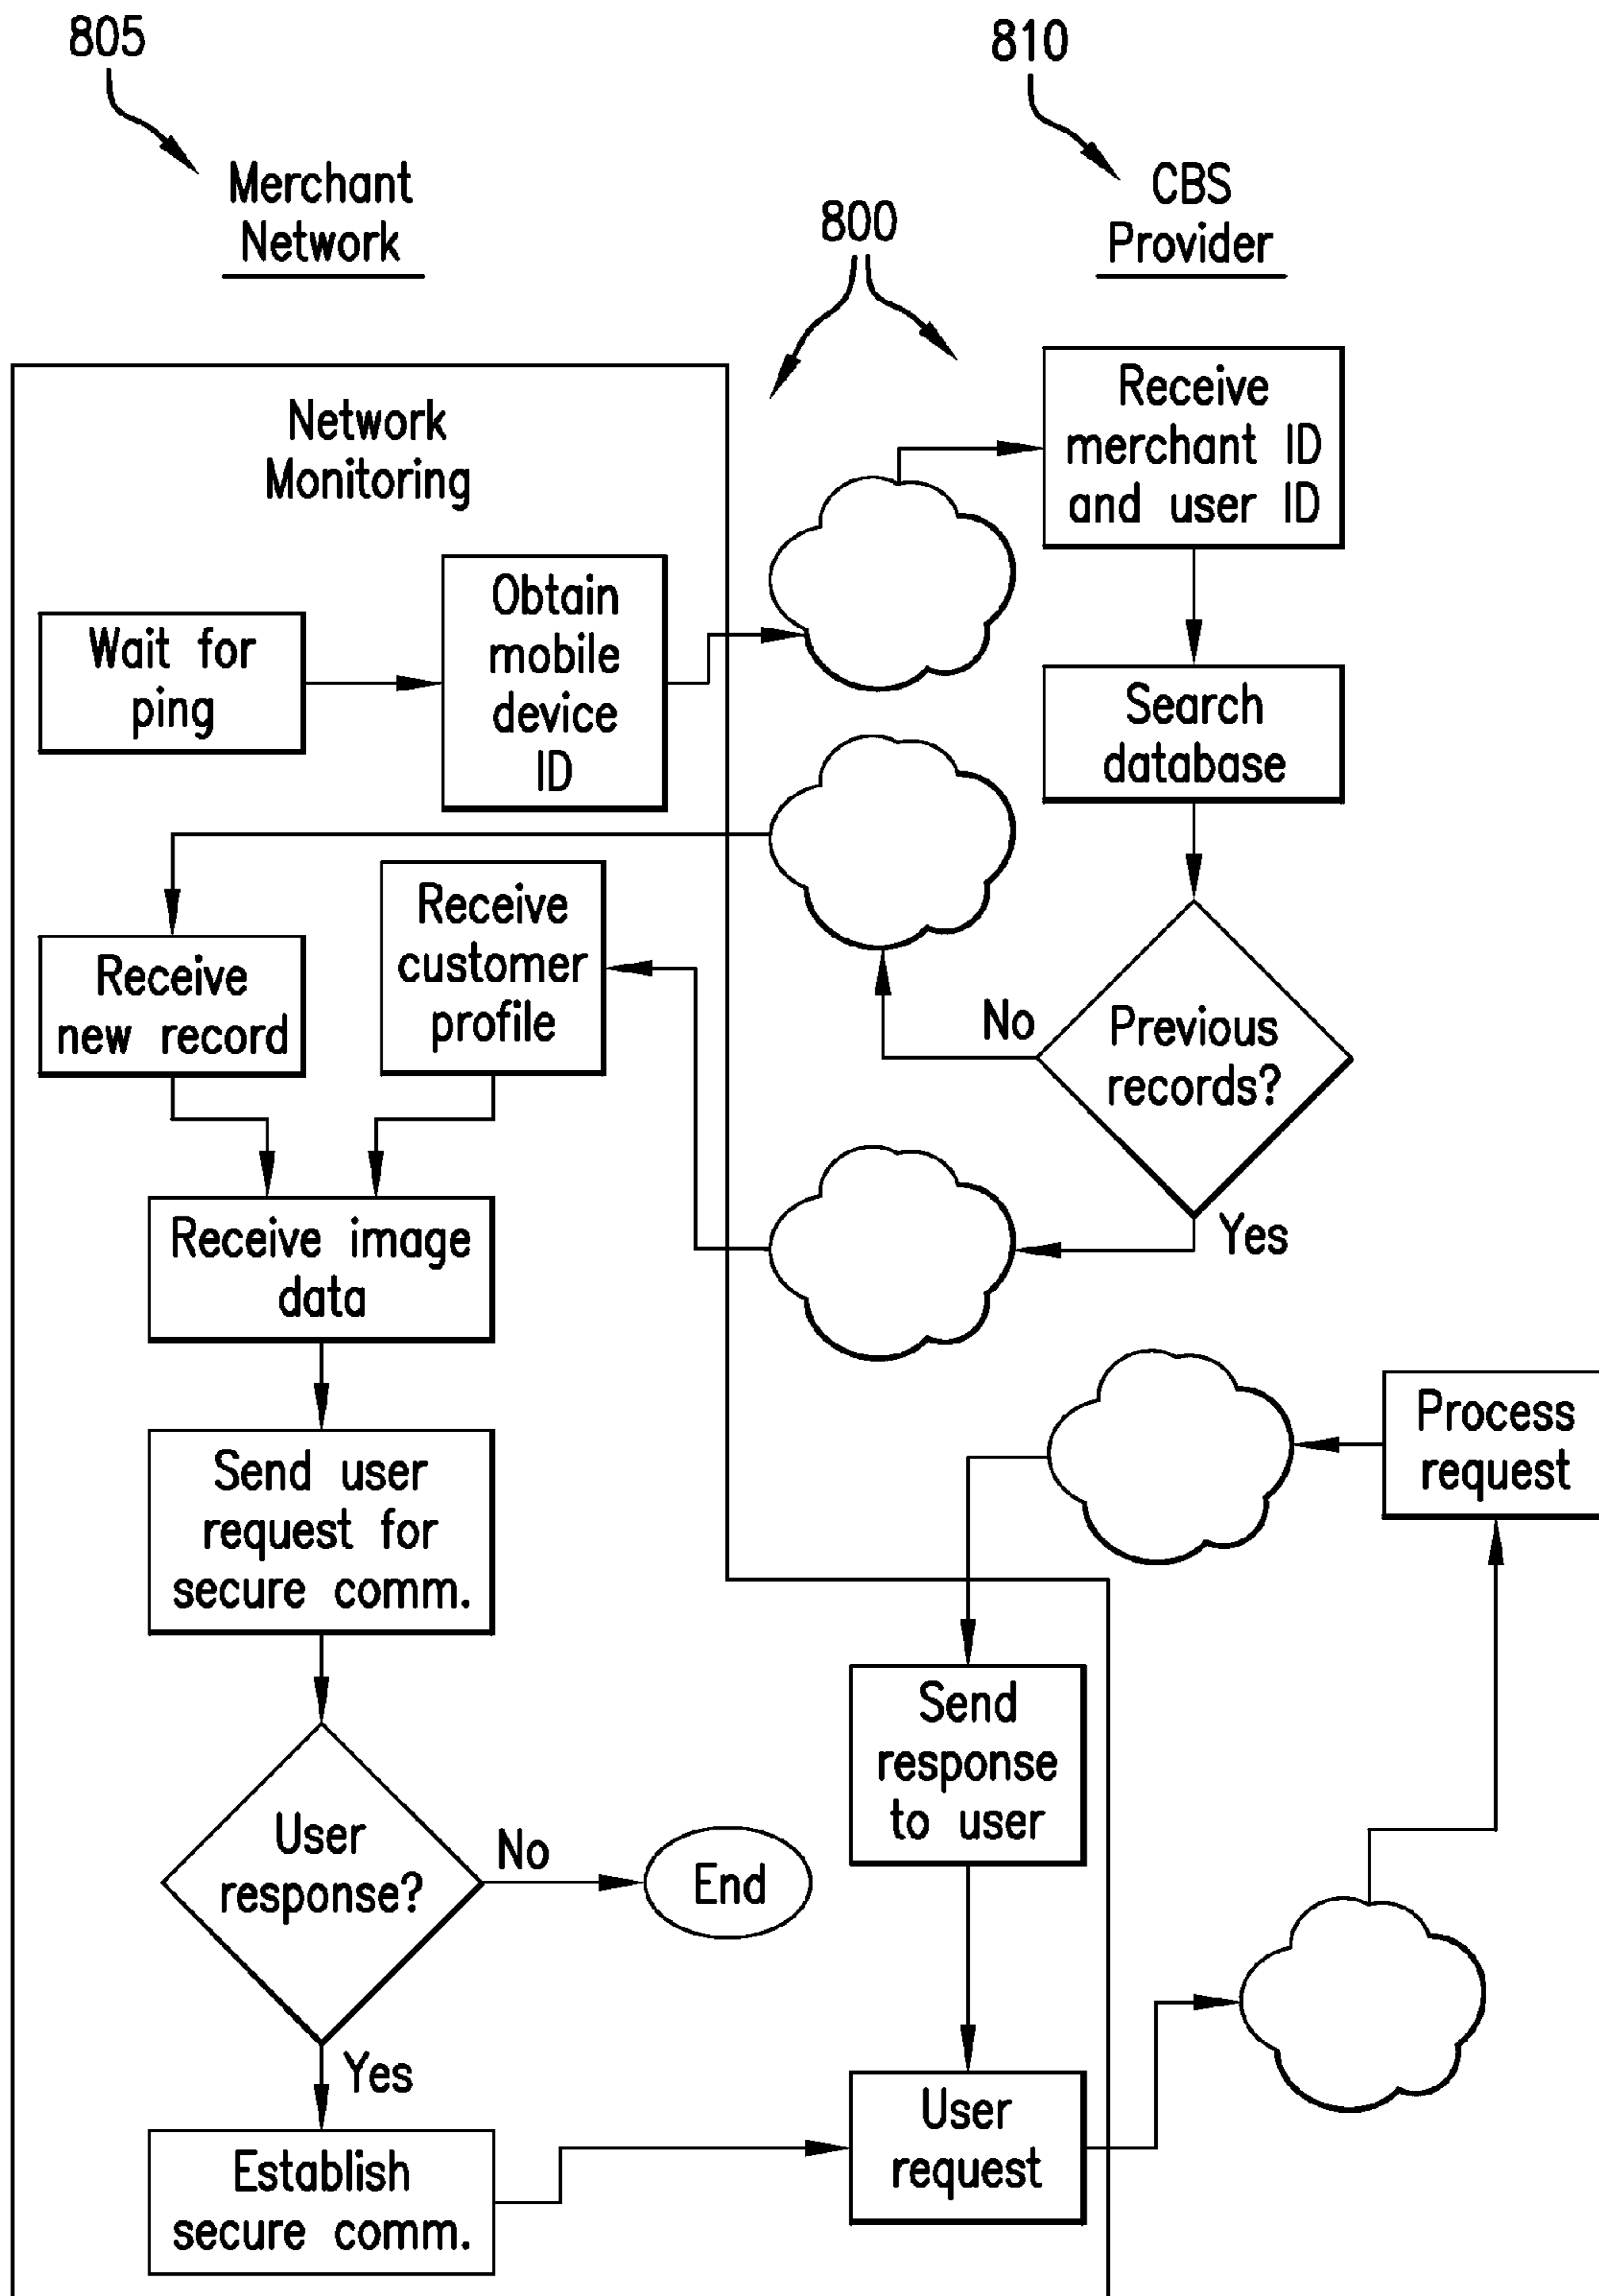 805
810
Merchant
Network
800
CBS
Provider
Network
Monitoring
Receive
merchant ID
and user ID
Wait for
ping
Obtain
mobile
device
ID
Search
database
Receive
new record
Receive
customer
profile
No
Previous
records?
Yes
Receive image
data
Process
request
Send user
request for
secure comm.
Send
response
to user
User
response?
No
End
Yes
Establish
secure comm.
User
request